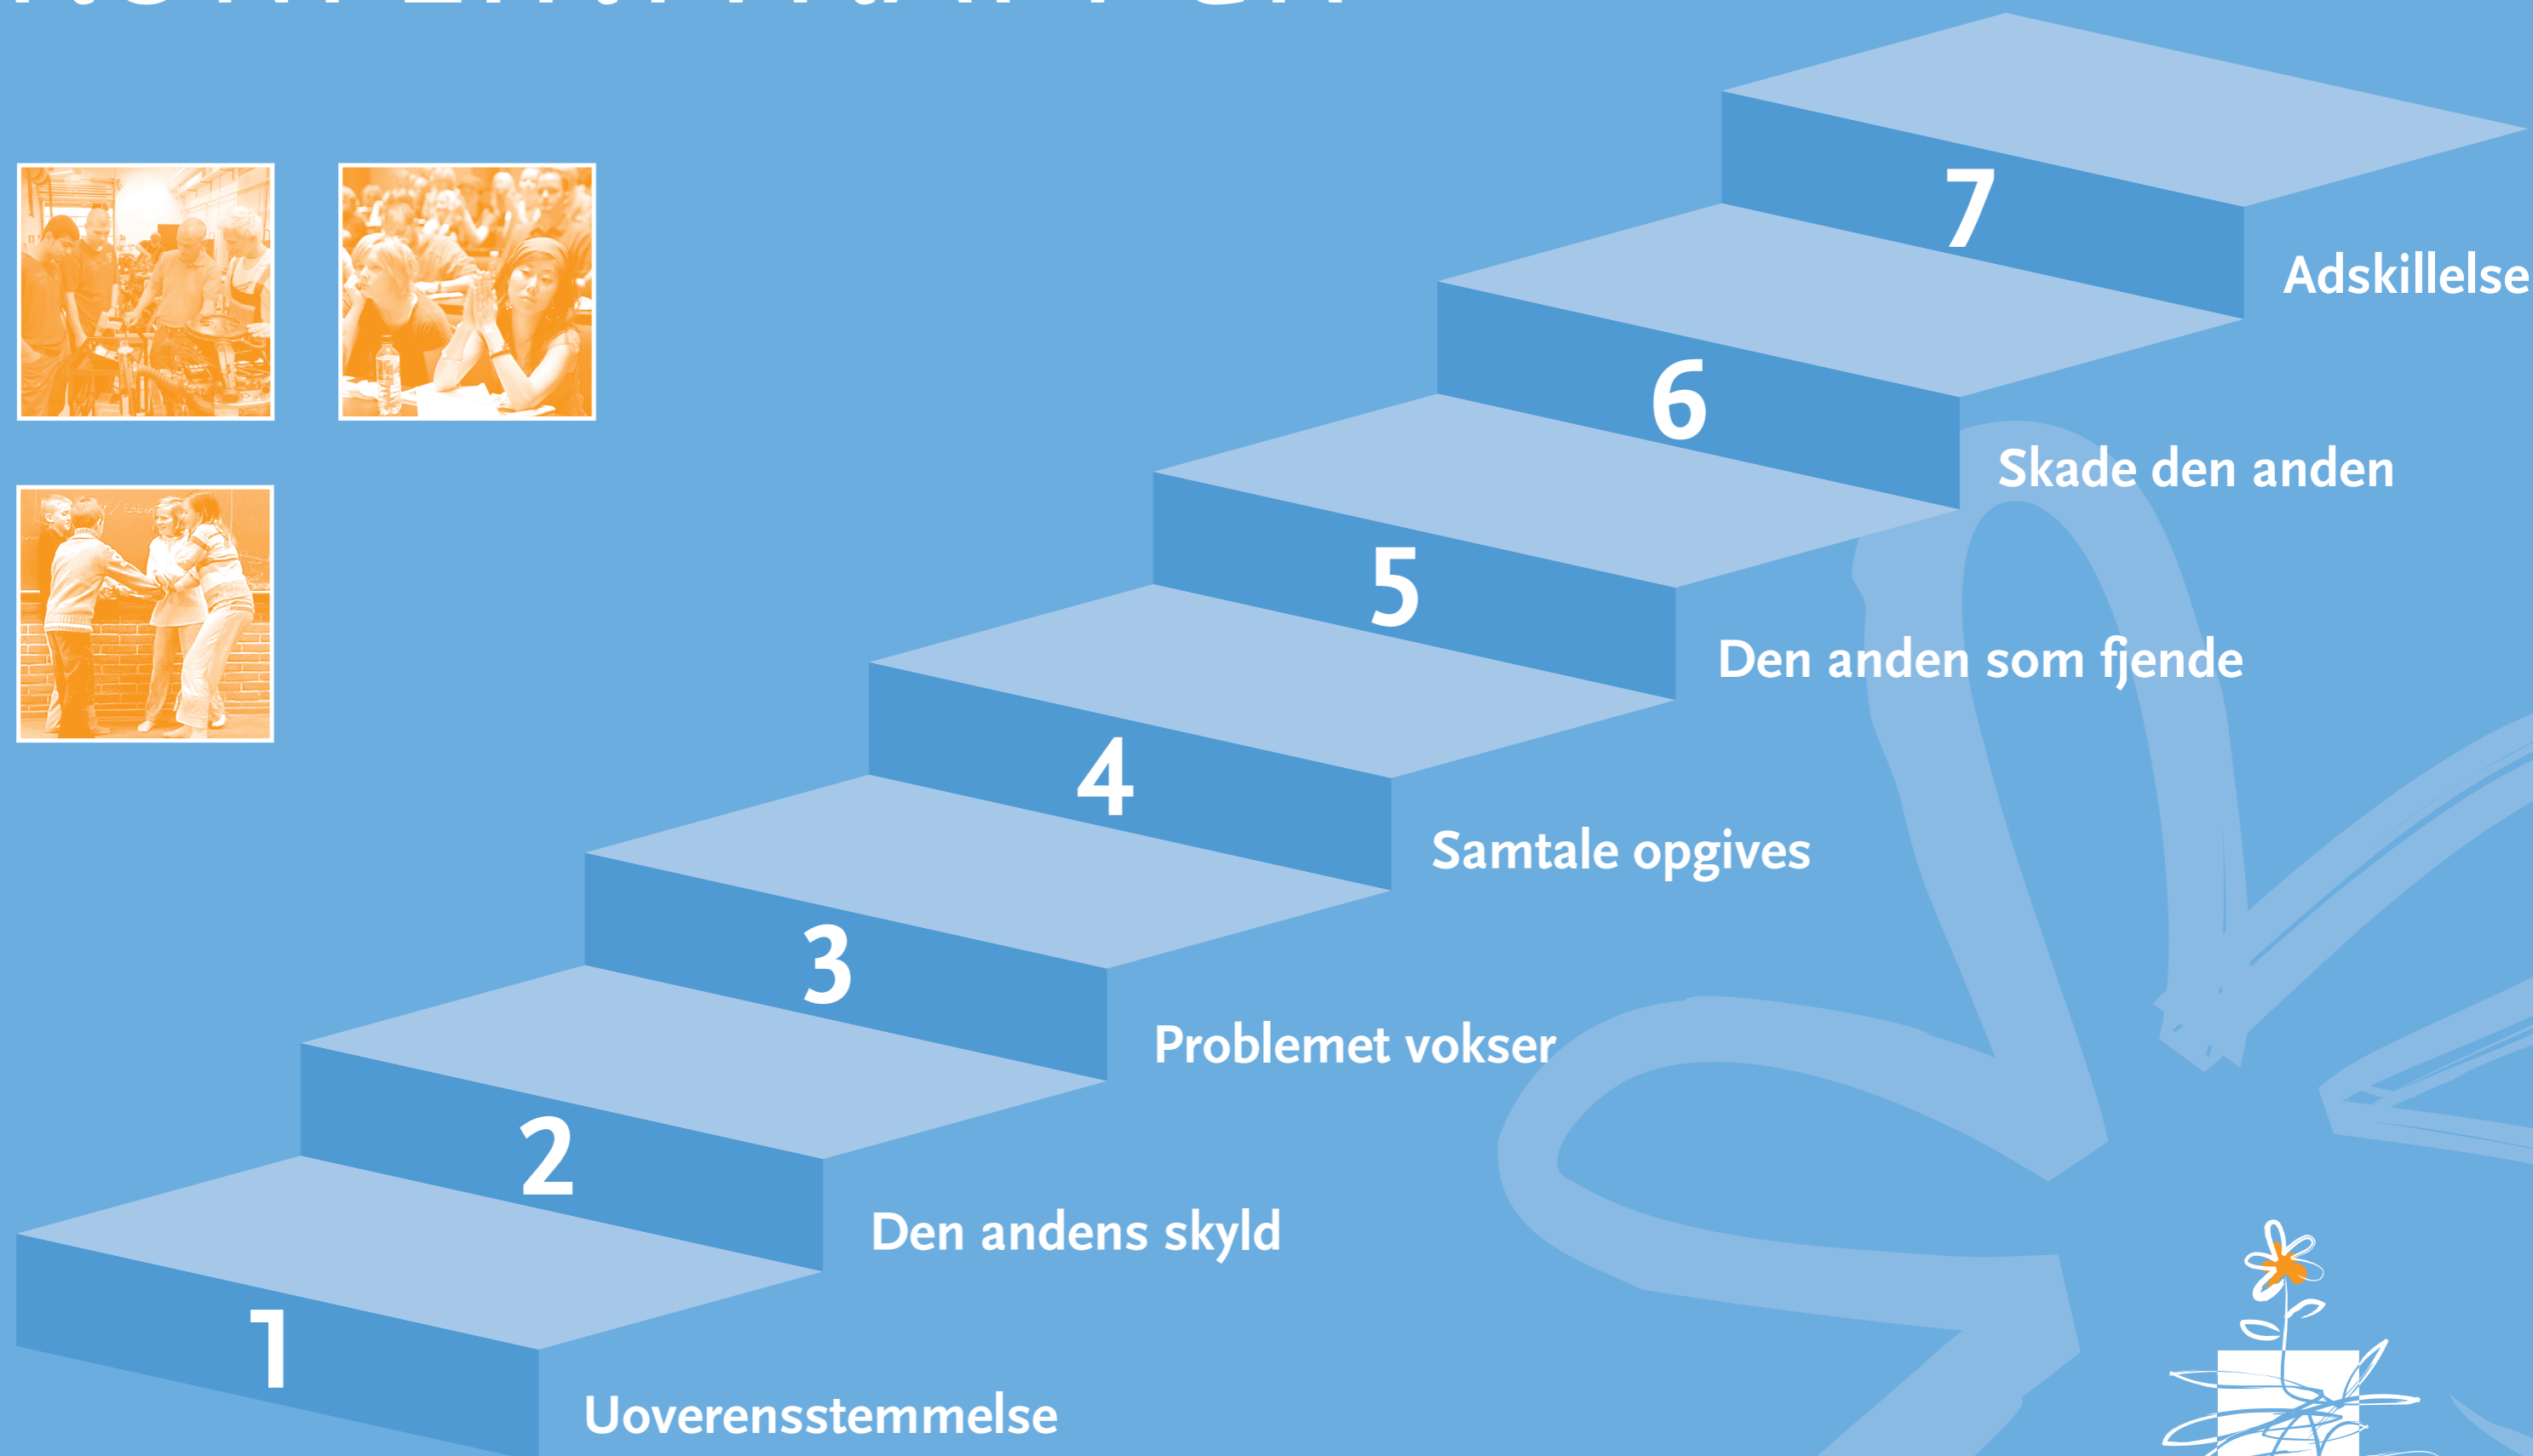 7
Adskillelse
6
Skade den anden
5
Den anden som fjende
4
Samtale opgives
3
Problemet vokser
2
Den andens skyld
1
Uoverensstemmelse